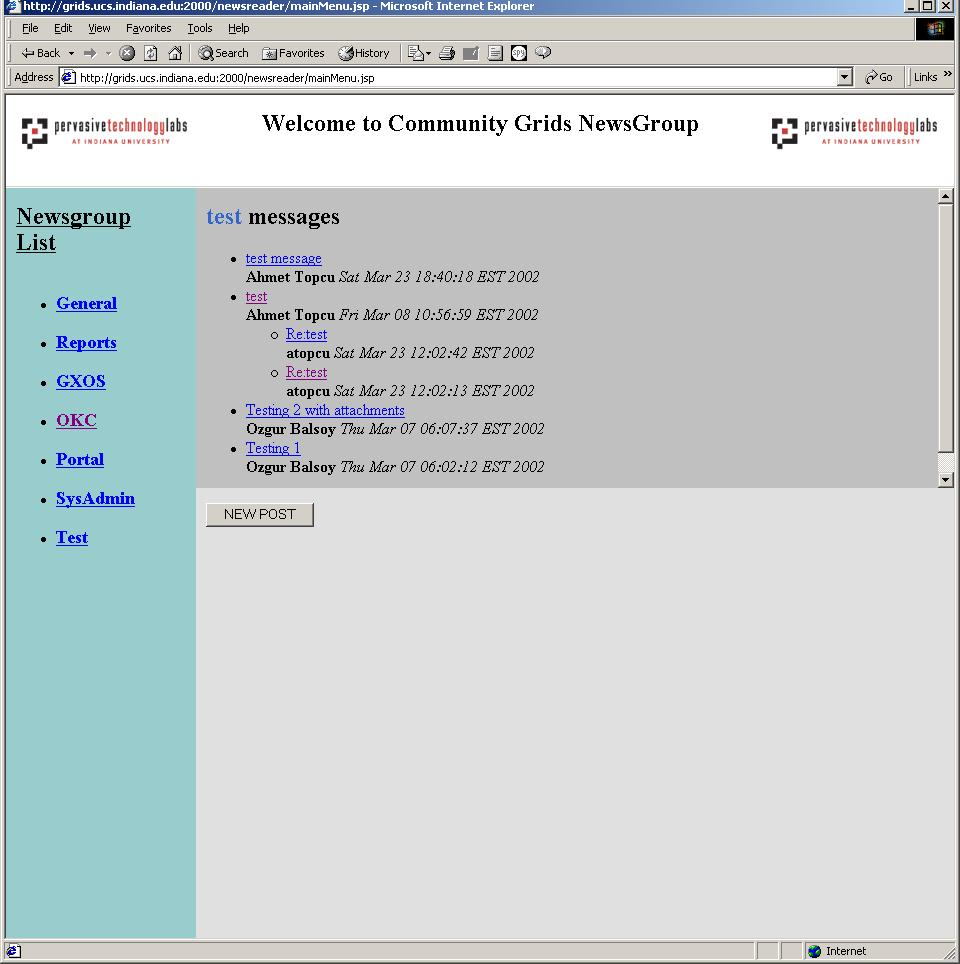 http://grids.ucs.indiana.edu:2000/newsreader/mainMenu.jsp - Microsoft Internet Explorer
File Edit View Favorites Tools Help
Back Search Favorites History
Address http://grids.ucs.indiana.edu:2000/newsreader/mainMenu.jsp Go Links »
pervasivetechnologylabs
AT INDIANA UNIVERSITY
Welcome to Community Grids NewsGroup
pervasivetechnologylabs
AT INDIANA UNIVERSITY
Newsgroup
List
General
Reports
GXOS
OKC
Portal
SysAdmin
Test
test messages
test message
Ahmet Topcu Sat Mar 23 18:40:18 EST 2002
test
Ahmet Topcu Fri Mar 08 10:56:59 EST 2002
Re:test
atopcu Sat Mar 23 12:02:42 EST 2002
Re:test
atopcu Sat Mar 23 12:02:13 EST 2002
Testing 2 with attachments
Ozgur Balsoy Thu Mar 07 06:07:37 EST 2002
Testing 1
Ozgur Balsoy Thu Mar 07 06:02:12 EST 2002
NEW POST
Internet